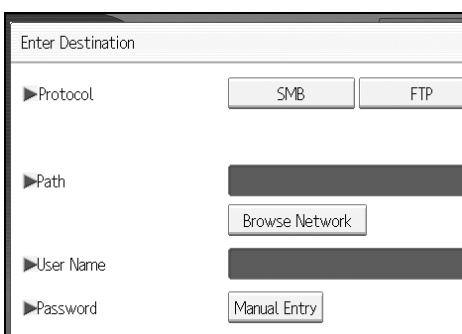 Enter Destination
▶Protocol SMB FTP
▶Path
Browse Network
▶User Name
▶Password Manual Entry